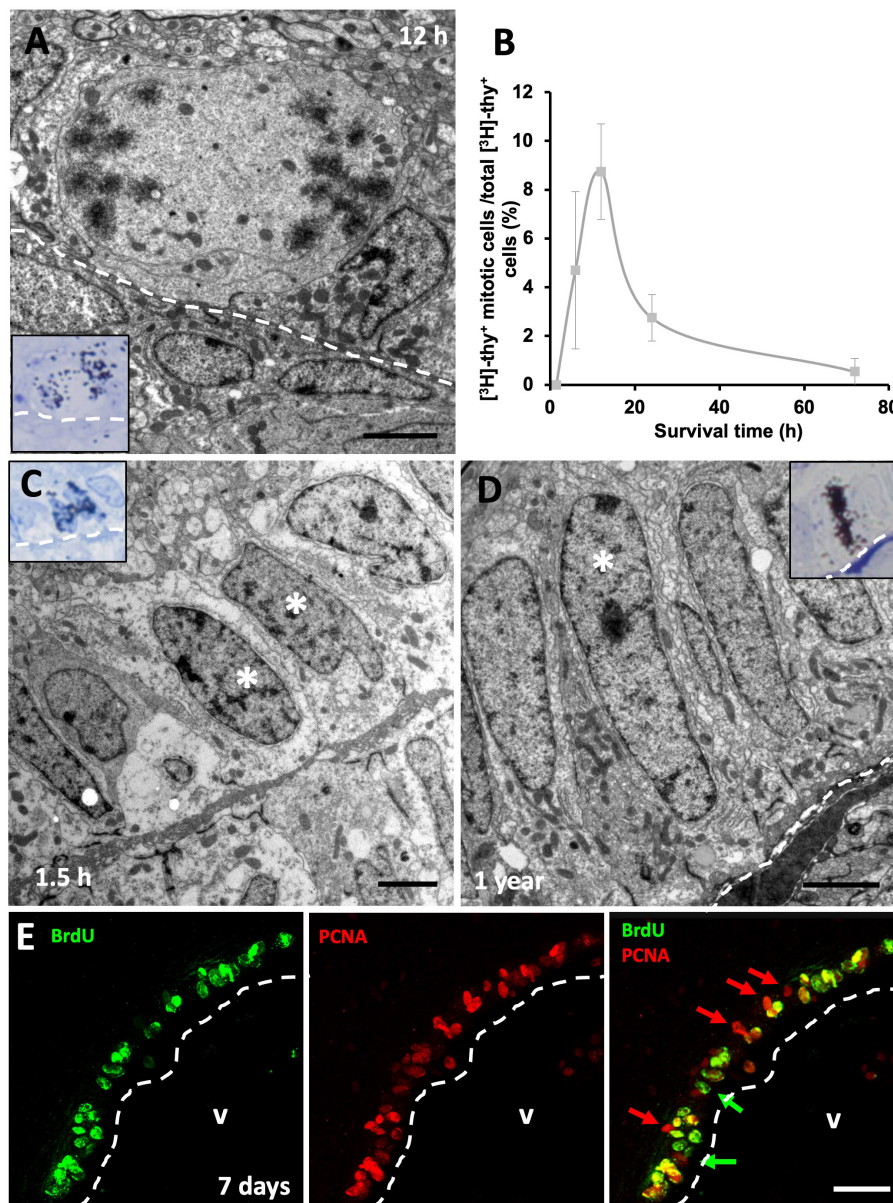 A
12 h
B
[³H]-thy⁺ mitotic cells /total [³H]-thy⁺
cells (%)
12
10
8
6
4
2
0
0
20
40
60
80
Survival time (h)
C
1.5 h
*
*
D
1 year
*
E
BrdU
v
7 days
PCNA
v
BrdU
PCNA
v